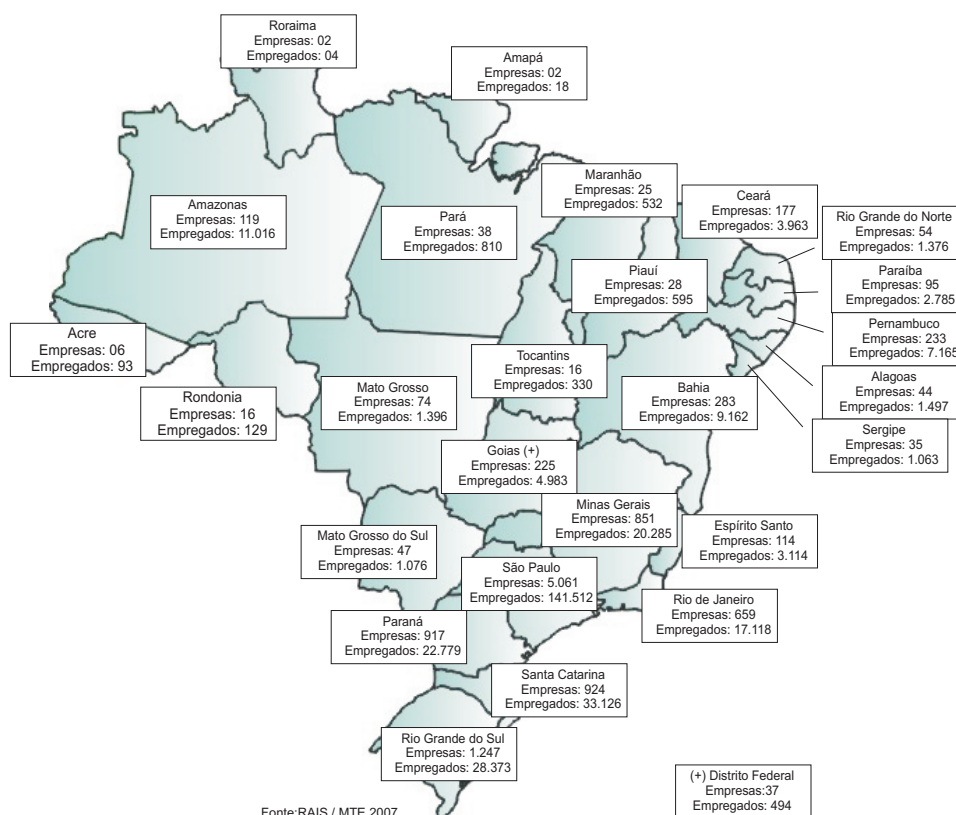 Roraima
Empresas: 02
Empregados: 04
Amapá
Empresas: 02
Empregados: 18
Maranhão
Empresas: 25
Empregados: 532
Ceará
Empresas: 177
Empregados: 3.963
Amazonas
Empresas: 119
Empregados: 11.016
Pará
Empresas: 38
Empregados: 810
Rio Grande do Norte
Empresas: 54
Empregados: 1.376
Piauí
Empresas: 28
Empregados: 595
Paraíba
Empresas: 95
Empregados: 2.785
Pernambuco
Empresas: 233
Empregados: 7.165
Acre
Empresas: 06
Empregados: 93
Tocantins
Empresas: 16
Empregados: 330
Alagoas
Empresas: 44
Empregados: 1.497
Rondonia
Empresas: 16
Empregados: 129
Mato Grosso
Empresas: 74
Empregados: 1.396
Bahia
Empresas: 283
Empregados: 9.162
Sergipe
Empresas: 35
Empregados: 1.063
Goias (+)
Empresas: 225
Empregados: 4.983
Minas Gerais
Empresas: 851
Empregados: 20.285
Espírito Santo
Empresas: 114
Empregados: 3.114
Mato Grosso do Sul
Empresas: 47
Empregados: 1.076
São Paulo
Empresas: 5.061
Empregados: 141.512
Rio de Janeiro
Empresas: 659
Empregados: 17.118
Paraná
Empresas: 917
Empregados: 22.779
Santa Catarina
Empresas: 924
Empregados: 33.126
Rio Grande do Sul
Empresas: 1.247
Empregados: 28.373
(+) Distrito Federal
Empresas:37
Empregados: 494
Fonte:RAIS / MTE 2007